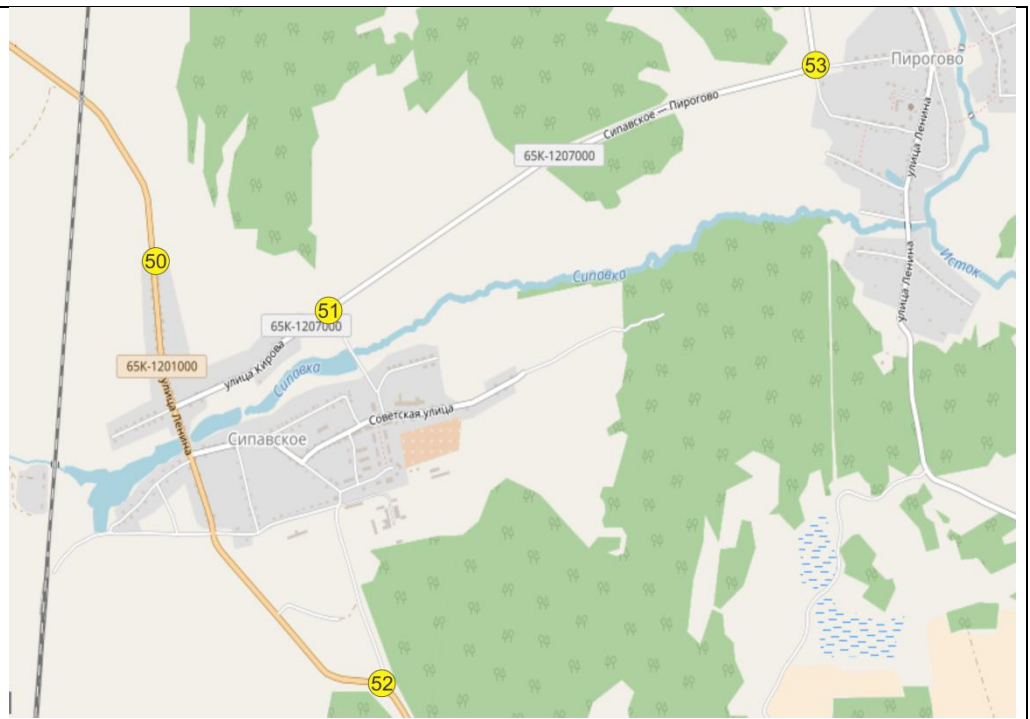 53
Пирогово
Сипавское — Пирогово
65К-1207000
улица Ленина
50
Исток
Сиповка
51
65К-1207000
улица Ленина
65К-1201000
улица Кирова
Сиповка
улица Ленина
Советская улица
Сипавское
52